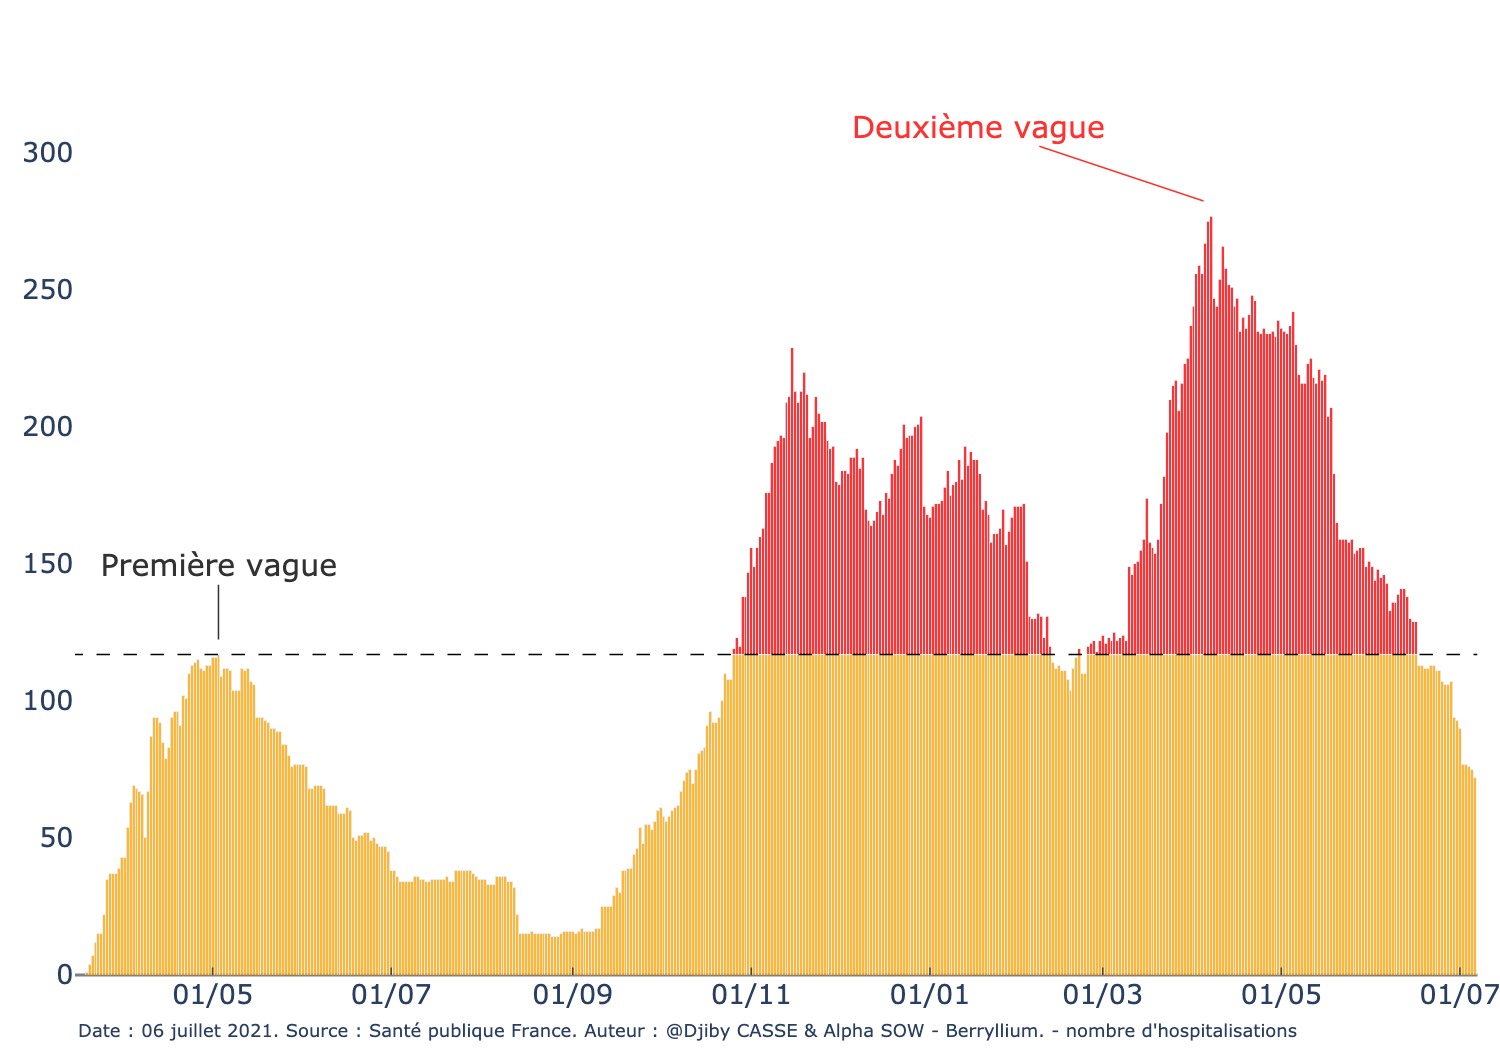 Deuxième vague
300
250
200
150
Première vague
100
50
0
01/05 01/07 01/09 01/11 01/01 01/03 01/05 01/07
Date : 06 juillet 2021. Source : Santé publique France. Auteur : @Djiby CASSE & Alpha SOW - Berryllium. - nombre d'hospitalisations